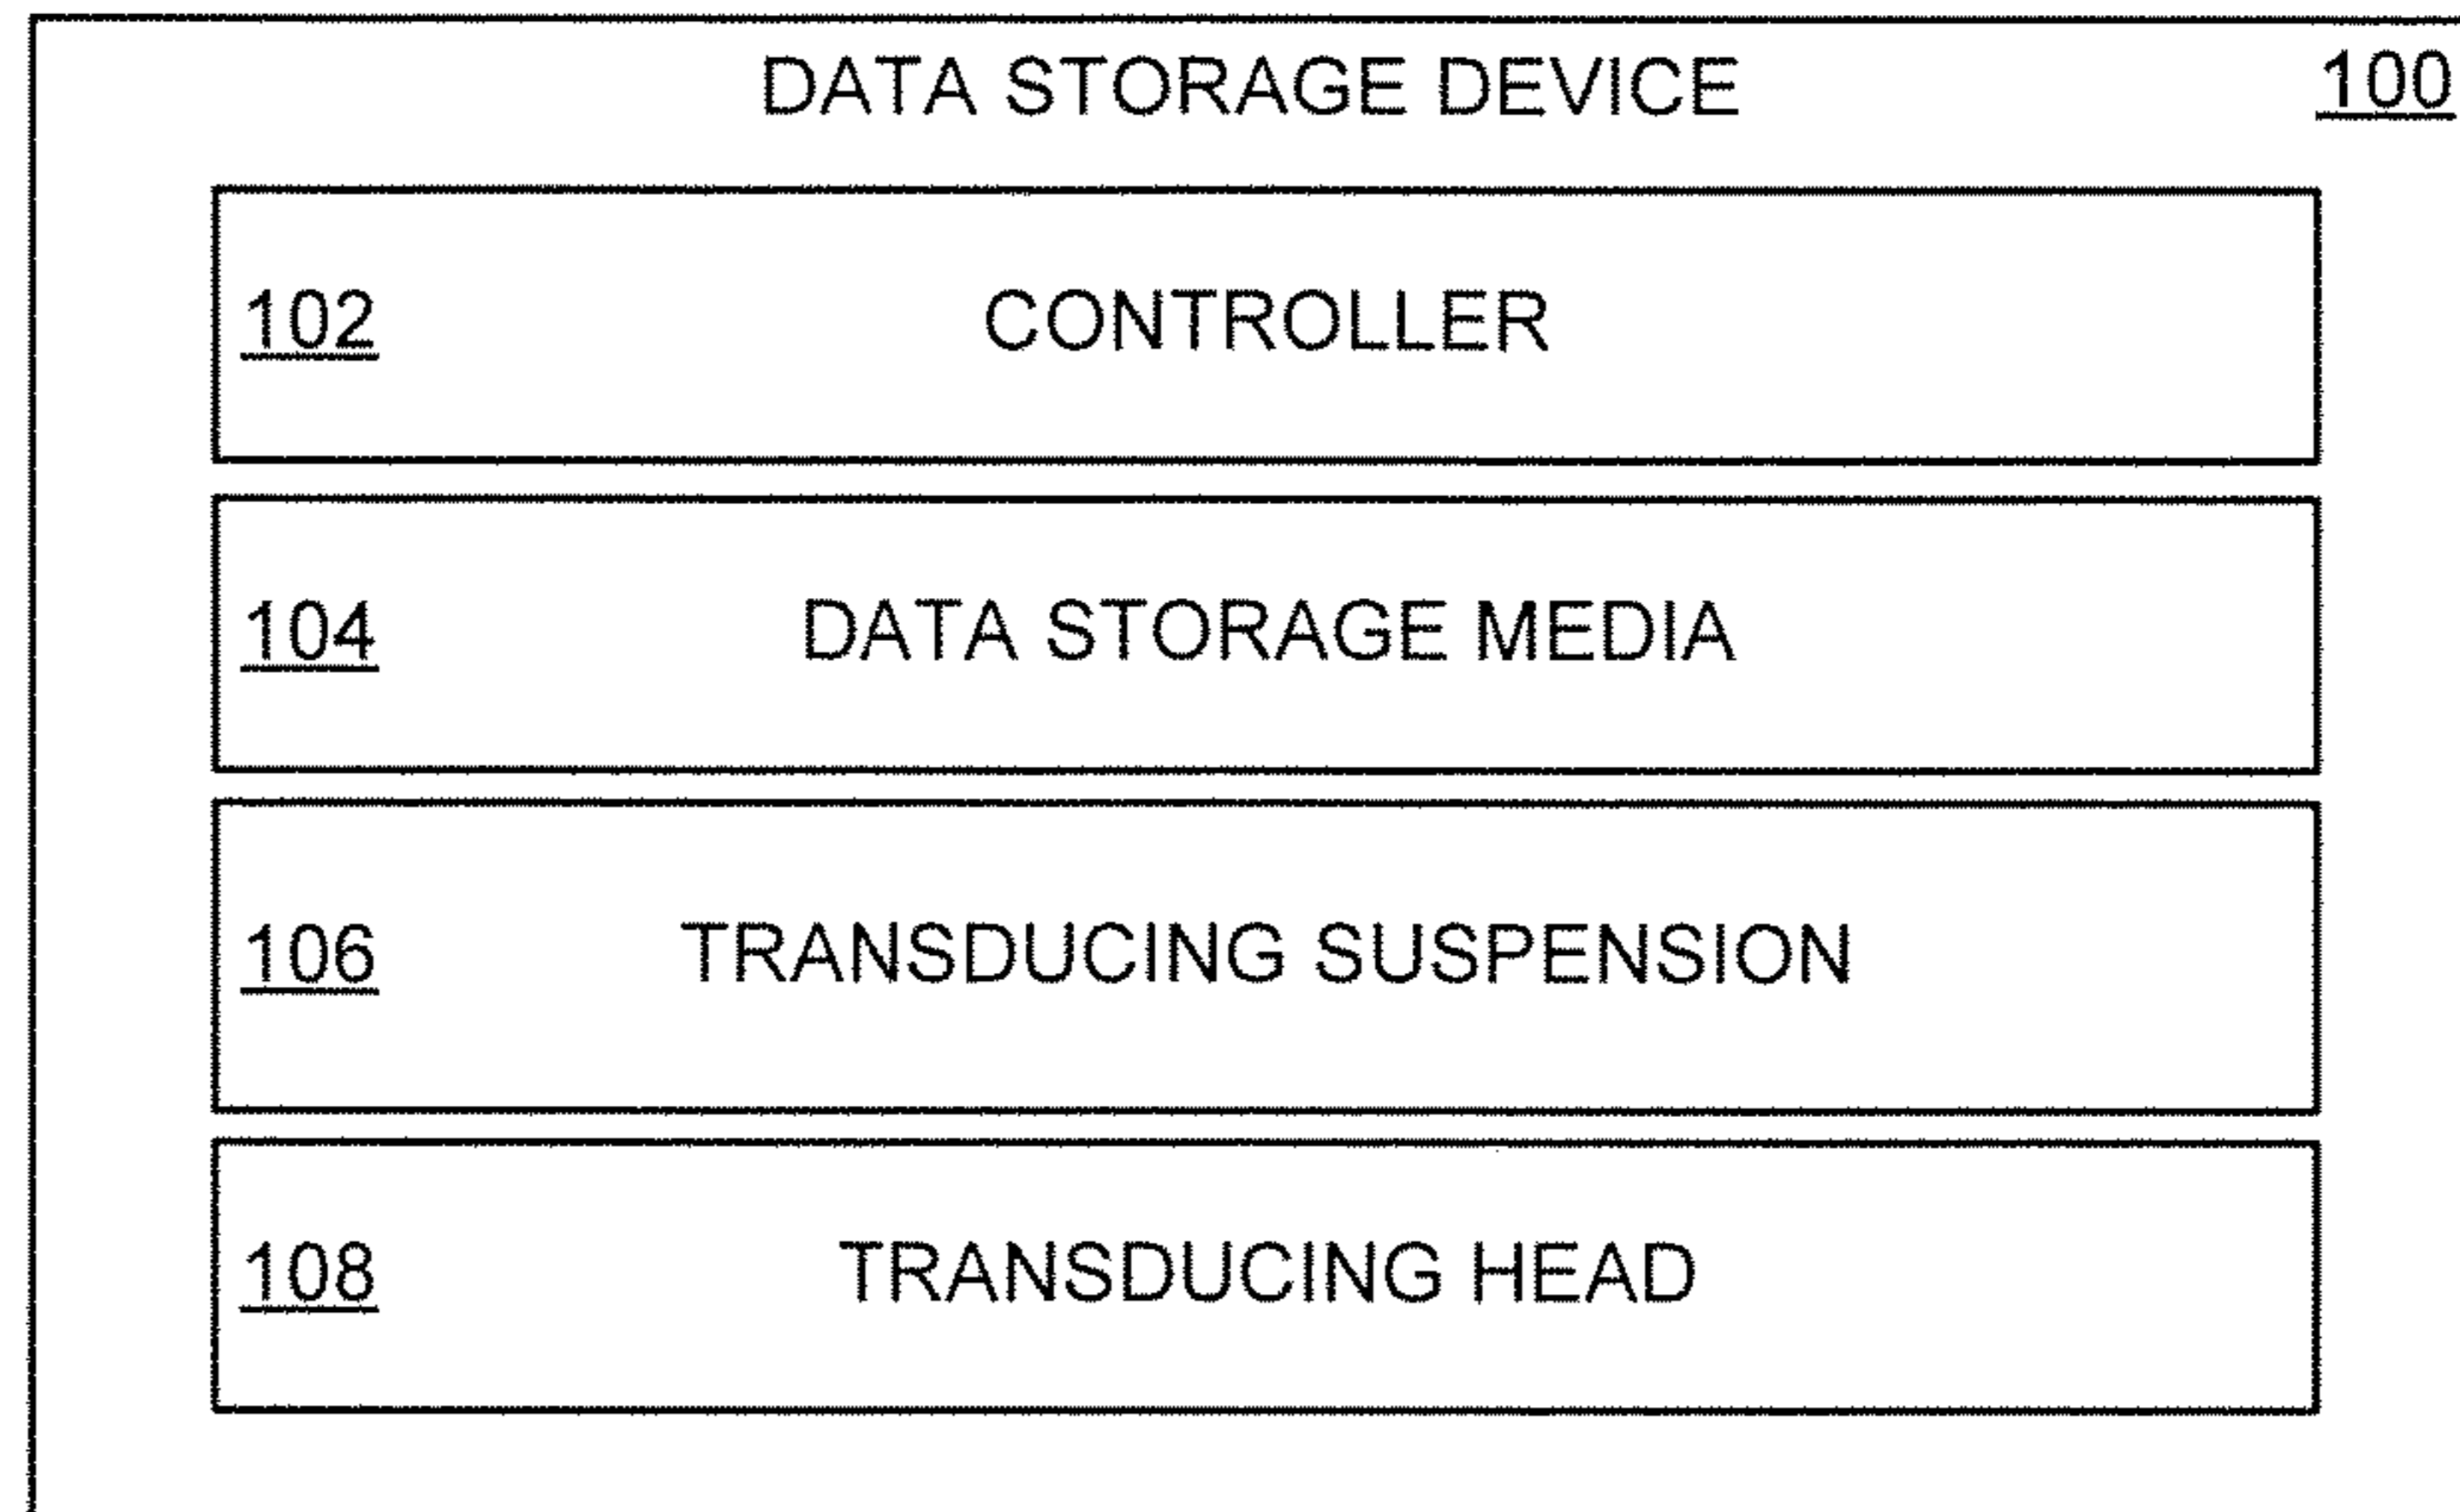 DATA STORAGE DEVICE 100
102 CONTROLLER
104 DATA STORAGE MEDIA
106 TRANSDUCING SUSPENSION
108 TRANSDUCING HEAD